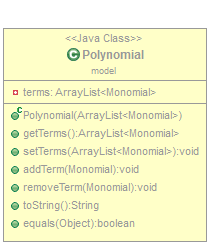 <<Java Class>>
Polynomial
model
terms: ArrayList<Monomial>
Polynomial(ArrayList<Monomial>)
getTerms():ArrayList<Monomial>
setTerms(ArrayList<Monomial>):void
addTerm(Monomial):void
removeTerm(Monomial):void
toString():String
equals(Object):boolean